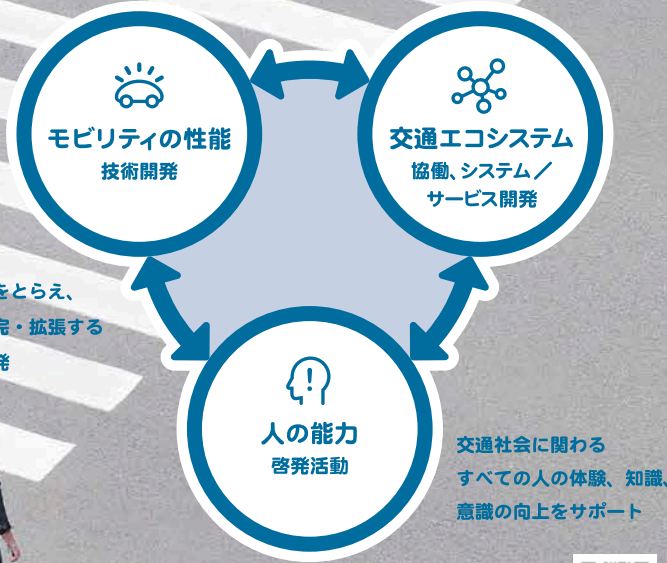 モビリティの性能
技術開発
交通エコシステム
協働、システム／
サービス開発
をとらえ、
・拡張する
人の能力
啓発活動
交通社会に関わる
すべての人の体験、知識、
意識の向上をサポート